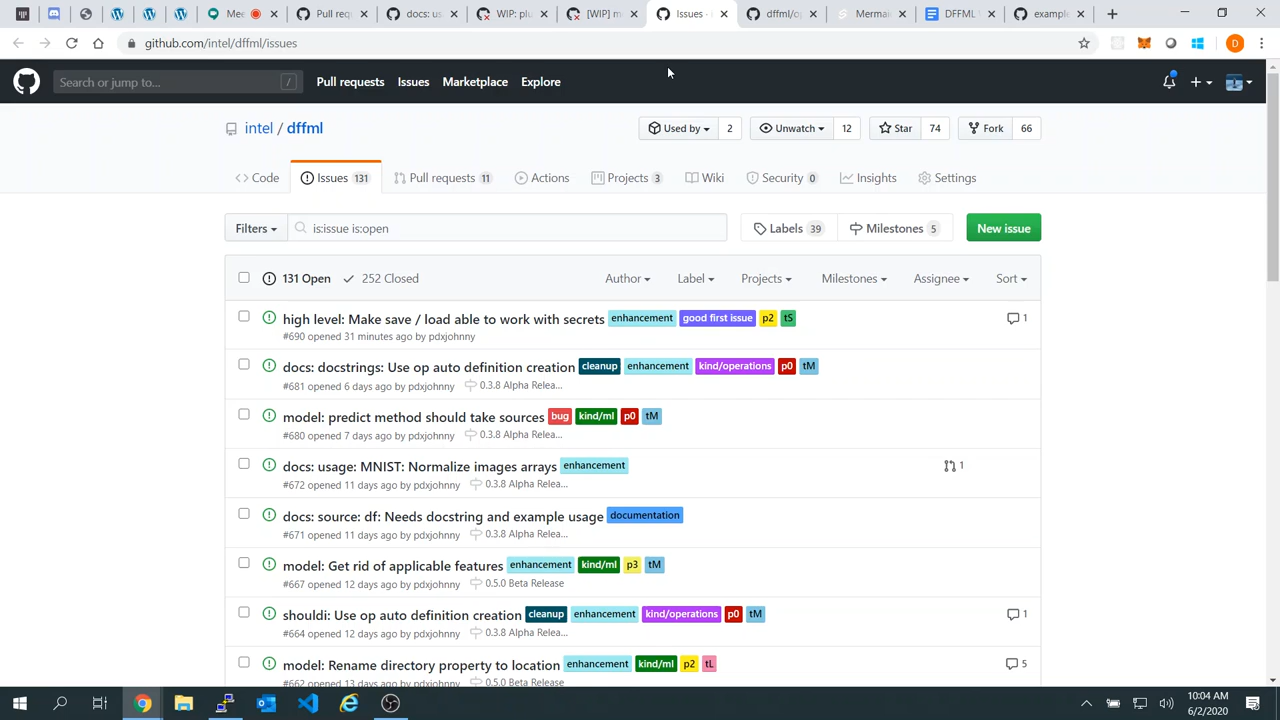 Mee
Pull requ
docs: us
WIP: plu
[WIP] m
Issues ·
dffml/op
Merman
DFFML W
example
github.com/intel/dffml/issues
D
Search or jump to... /
Pull requests Issues Marketplace Explore
intel / dffml
Used by 2 Unwatch 12 Star 74 Fork 66
Code Issues 131 Pull requests 11 Actions Projects 3 Wiki Security 0 Insights Settings
Filters is:issue is:open Labels 39 Milestones 5 New issue
131 Open 252 Closed Author Label Projects Milestones Assignee Sort
high level: Make save / load able to work with secrets enhancement good first issue p2 tS 1
#690 opened 31 minutes ago by pdxjohnny
docs: docstrings: Use op auto definition creation cleanup enhancement kind/operations p0 tM
#681 opened 6 days ago by pdxjohnny 0.3.8 Alpha Relea...
model: predict method should take sources bug kind/ml p0 tM
#680 opened 7 days ago by pdxjohnny 0.3.8 Alpha Relea...
docs: usage: MNIST: Normalize images arrays enhancement 1
#672 opened 11 days ago by pdxjohnny 0.3.8 Alpha Relea...
docs: source: df: Needs docstring and example usage documentation
#671 opened 11 days ago by pdxjohnny 0.3.8 Alpha Relea...
model: Get rid of applicable features enhancement kind/ml p3 tM
#667 opened 12 days ago by pdxjohnny 0.5.0 Beta Release
shouldi: Use op auto definition creation cleanup enhancement kind/operations p0 tM 1
#664 opened 12 days ago by pdxjohnny 0.3.8 Alpha Relea...
model: Rename directory property to location enhancement kind/ml p2 tL 5
#662 opened 13 days ago by pdxjohnny 0.5.0 Beta Release
10:04 AM
6/2/2020